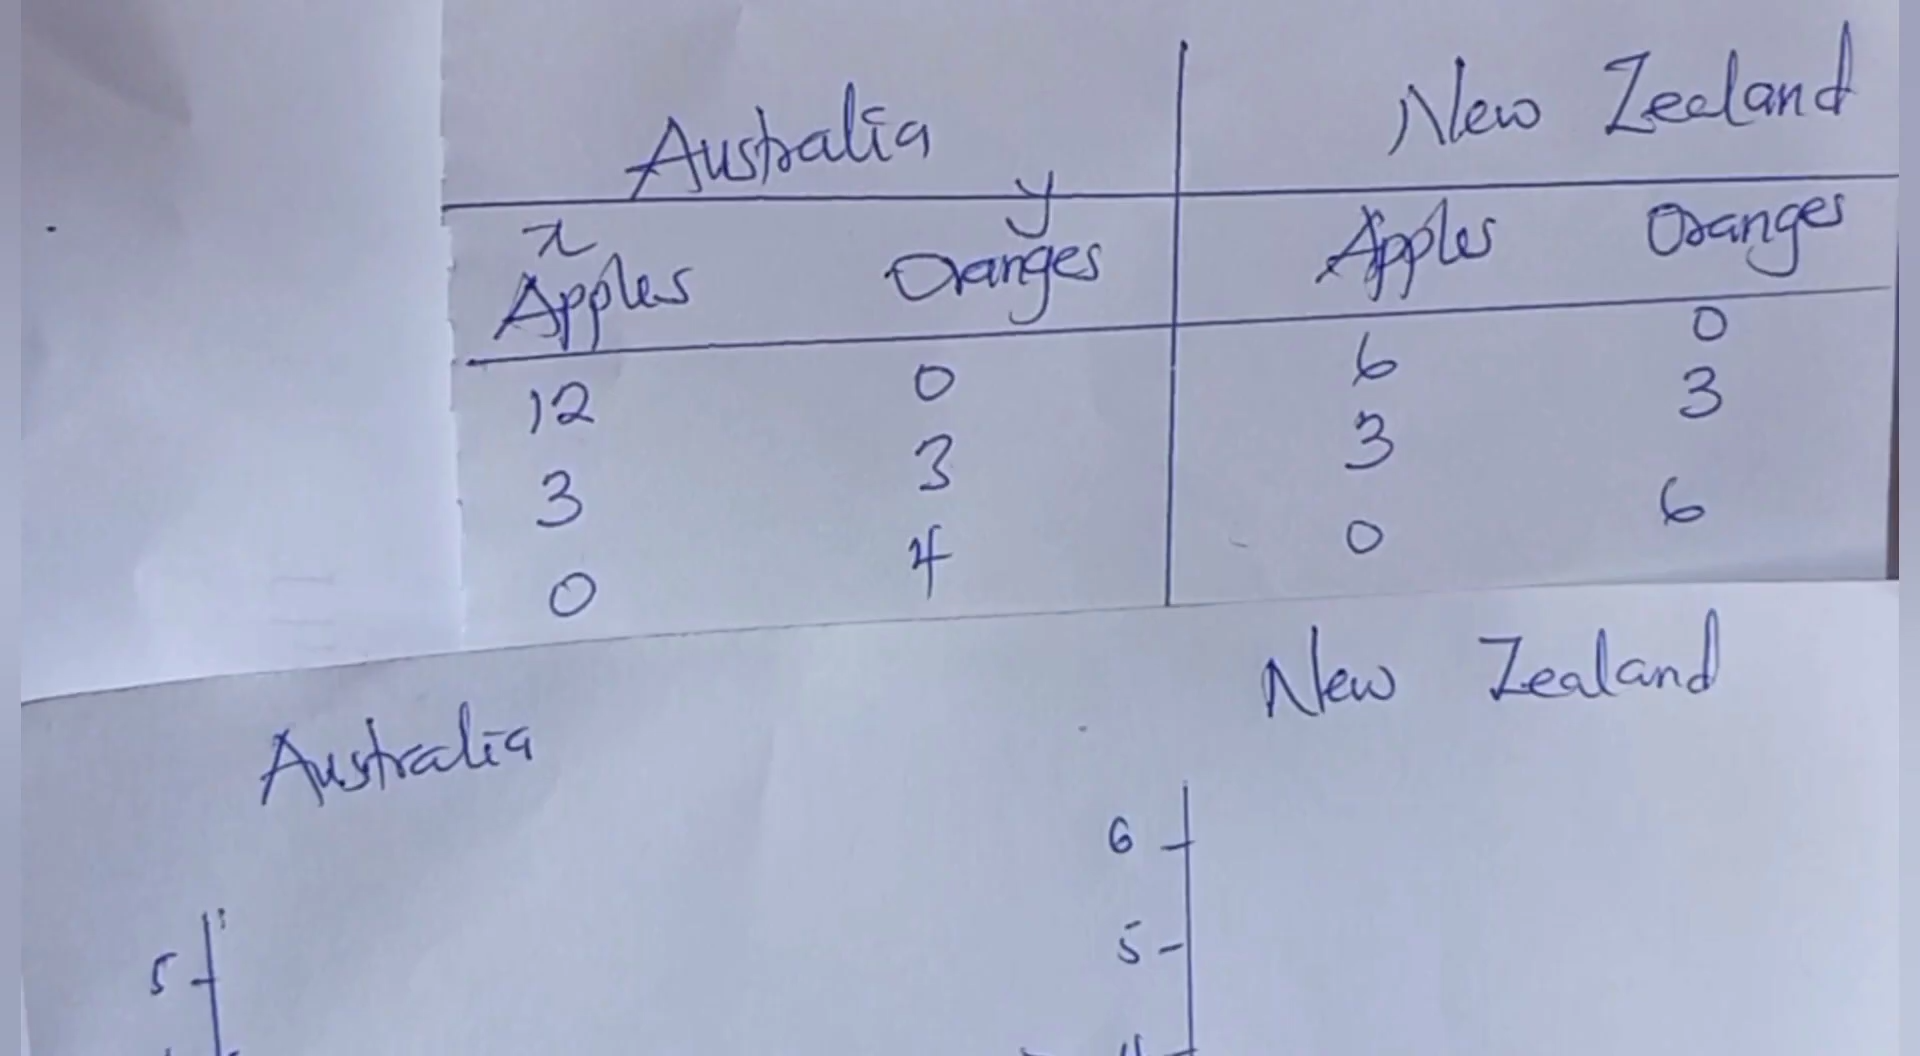 Australia New Zealand
x y
Apples Oranges Apples Oranges
12 0 6 0
3 3 3 3
0 4 0 6
Australia New Zealand
6
5 5